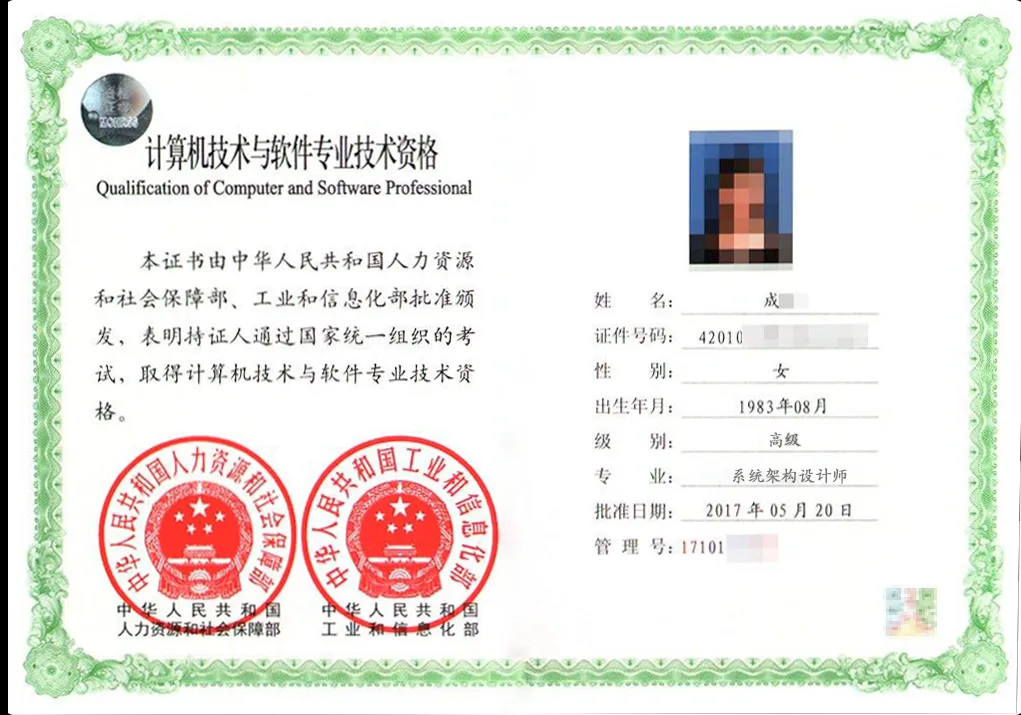 计算机技术与软件专业技术资格
Qualification of Computer and Software Professional
本证书由中华人民共和国人力资源
和社会保障部、工业和信息化部批准颁
发，表明持证人通过国家统一组织的考
试，取得计算机技术与软件专业技术资
格。
中华人民共和国人力资源和社会保障部
中华人民共和国工业和信息化部
中华人民共和国
人力资源和社会保障部
中华人民共和国
工业和信息化部
姓 名： 成
证件号码： 42010
性 别： 女
出生年月： 1983年08月
级 别： 高级
专 业： 系统架构设计师
批准日期： 2017 年 05 月 20 日
管 理 号：17101